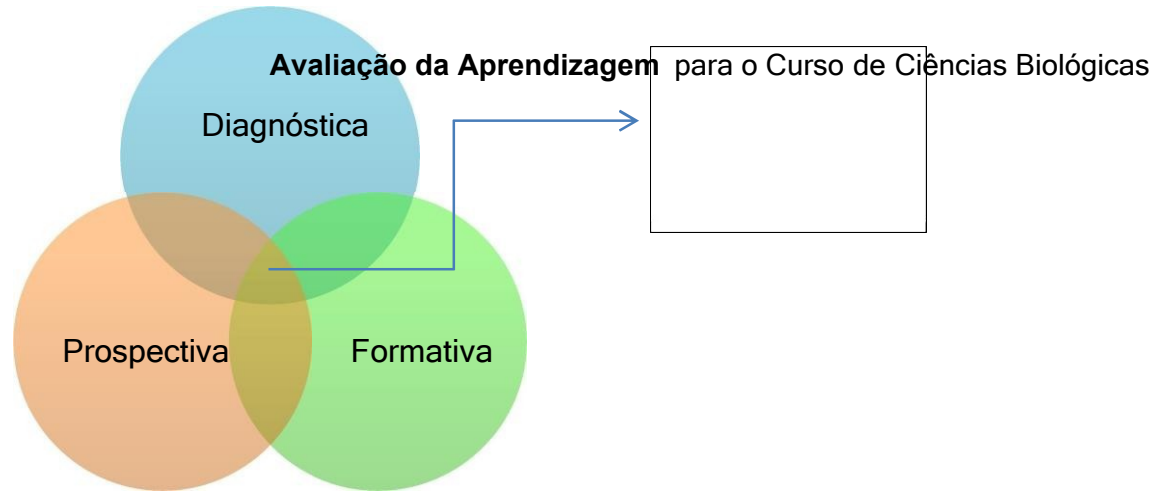 Avaliação da Aprendizagem para o Curso de Ciências Biológicas
Diagnóstica
Prospectiva
Formativa